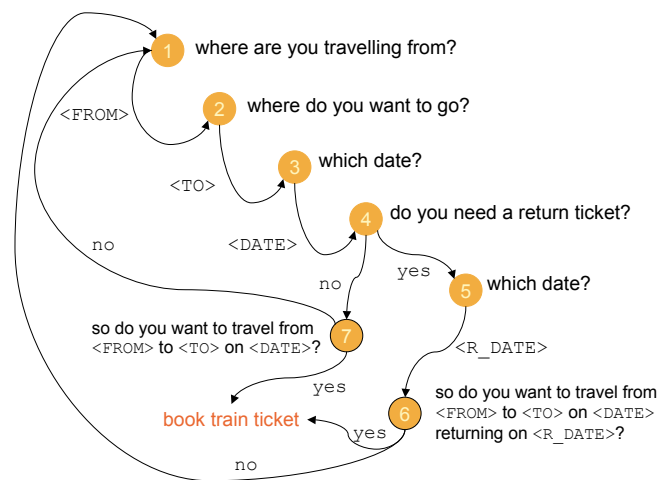 1 where are you travelling from?
2 where do you want to go?
<FROM>
3 which date?
<TO>
4 do you need a return ticket?
<DATE>
no
yes
5 which date?
no
so do you want to travel from
<FROM> to <TO> on <DATE>?
7
<R_DATE>
yes
so do you want to travel from
<FROM> to <TO> on <DATE>
returning on <R_DATE>?
6
book train ticket
yes
no